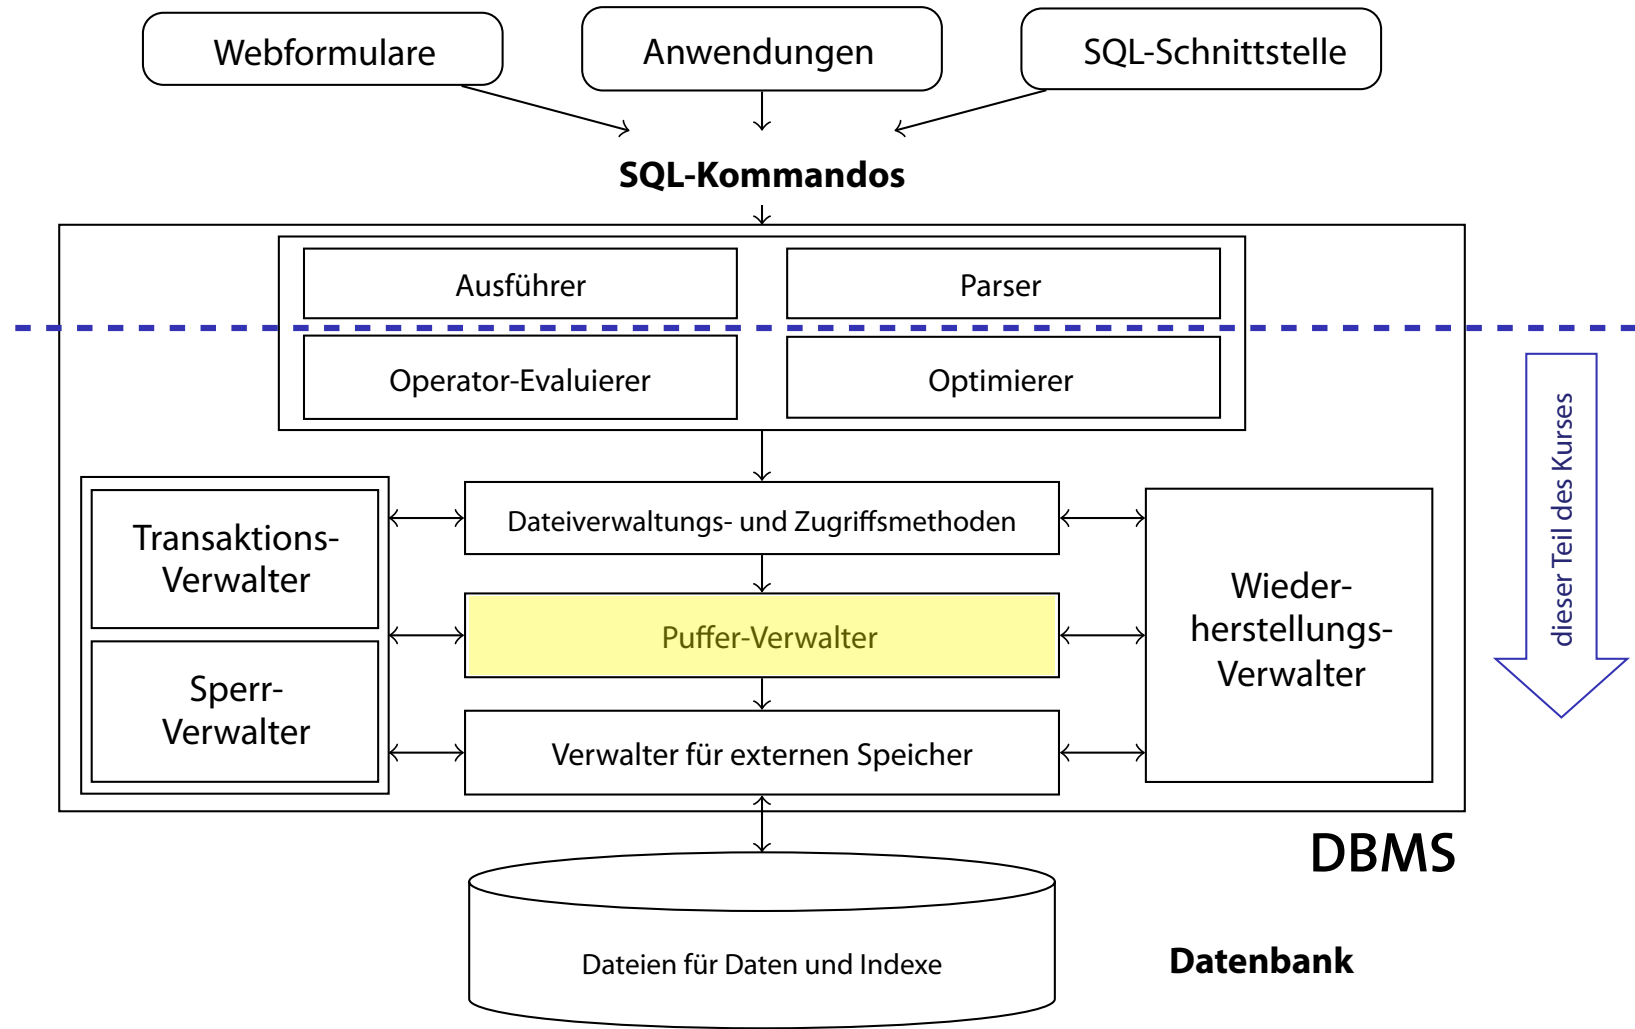 Webformulare
Anwendungen
SQL-Schnittstelle
SQL-Kommandos
Ausführer
Parser
Operator-Evaluierer
Optimierer
dieser Teil des Kurses
Transaktions-
Verwalter
Sperr-
Verwalter
Dateiverwaltungs- und Zugriffsmethoden
Puffer-Verwalter
Verwalter für externen Speicher
Wieder-
herstellungs-
Verwalter
DBMS
Dateien für Daten und Indexe
Datenbank